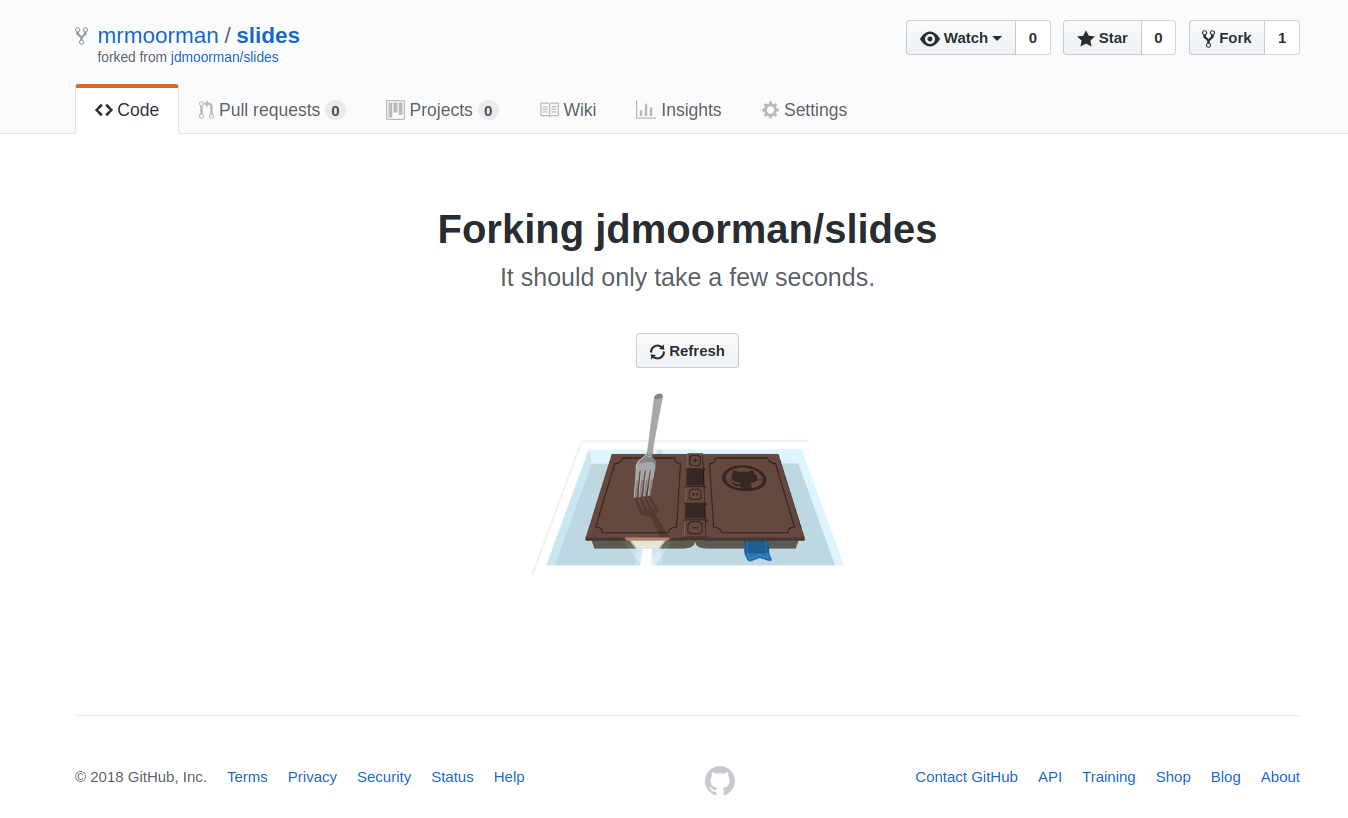 mrmoorman / slides
forked from jdmoorman/slides
Watch 0 Star 0 Fork 1
Code Pull requests 0 Projects 0 Wiki Insights Settings
Forking jdmoorman/slides
It should only take a few seconds.
Refresh
© 2018 GitHub, Inc. Terms Privacy Security Status Help Contact GitHub API Training Shop Blog About